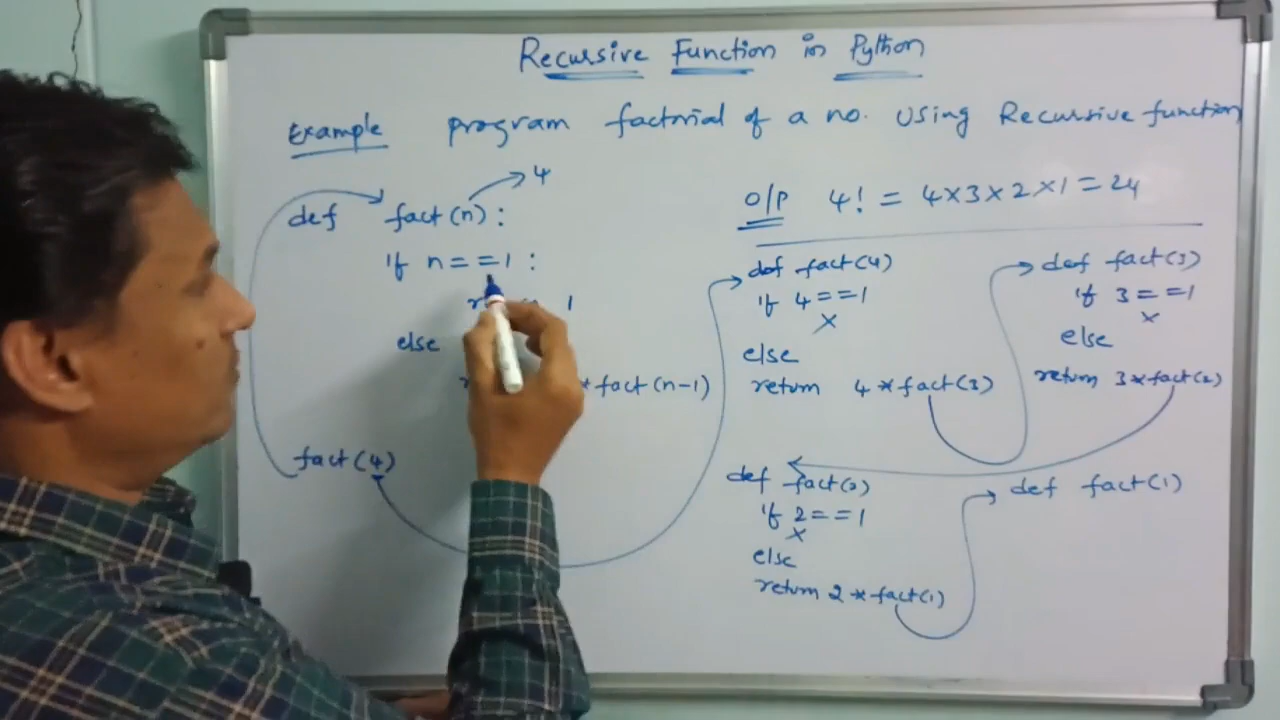 Recursive Function in Python
Example program factorial of a no. Using Recursive function
4
def fact(n):
if n==1:
1
else
*fact(n-1)
fact(4)
O/P 4! = 4×3×2×1=24
def fact(4)
if 4==1
×
else
return 4*fact(3)
def fact(3)
if 3==1
×
else
return 3*fact(2)
def fact(2)
if 2==1
×
else
return 2*fact(1)
def fact(1)